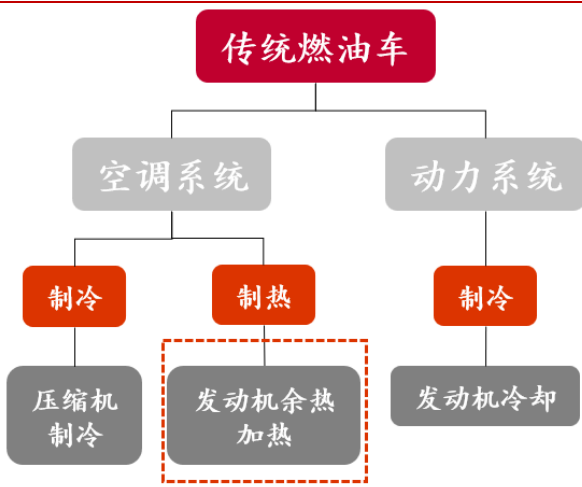 传统燃油车
空调系统
动力系统
制冷
制热
制冷
压缩机
制冷
发动机余热
加热
发动机冷却